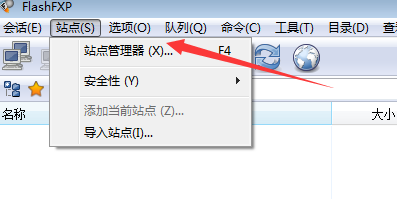 FlashFXP
会话(E) 站点(S) 选项(O) 队列(Q) 命令(C) 工具(T) 目录(D)
站点管理器 (X)... F4
安全性 (Y)
添加当前站点 (Z)...
导入站点(I)...
名称 大小